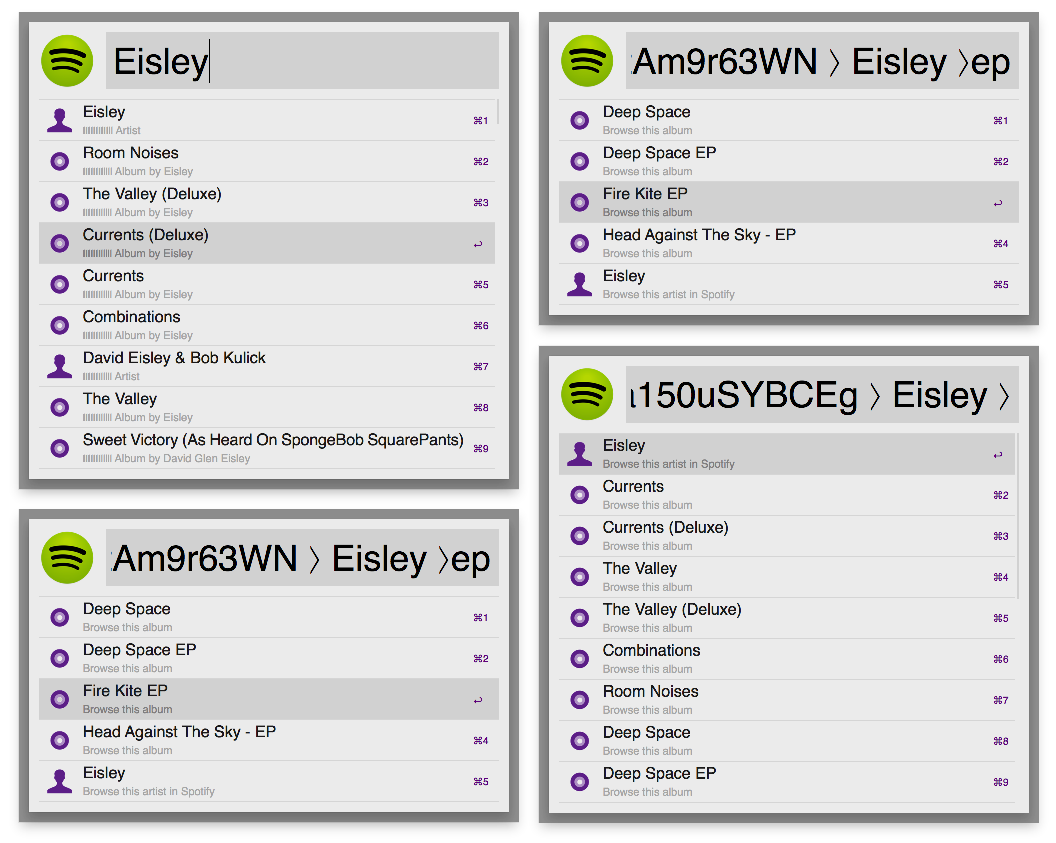 Eisley
Eisley
Artist
⌘1
Room Noises
Album by Eisley
⌘2
The Valley (Deluxe)
Album by Eisley
⌘3
Currents (Deluxe)
Album by Eisley
↩
Currents
Album by Eisley
⌘5
Combinations
Album by Eisley
⌘6
David Eisley & Bob Kulick
Artist
⌘7
The Valley
Album by Eisley
⌘8
Sweet Victory (As Heard On SpongeBob SquarePants)
Album by David Glen Eisley
⌘9
Am9r63WN 〉 Eisley 〉ep
Deep Space
Browse this album
⌘1
Deep Space EP
Browse this album
⌘2
Fire Kite EP
Browse this album
↩
Head Against The Sky - EP
Browse this album
⌘4
Eisley
Browse this artist in Spotify
⌘5
Am9r63WN 〉 Eisley 〉ep
Deep Space
Browse this album
⌘1
Deep Space EP
Browse this album
⌘2
Fire Kite EP
Browse this album
↩
Head Against The Sky - EP
Browse this album
⌘4
Eisley
Browse this artist in Spotify
⌘5
150uSYBCEg 〉 Eisley 〉
Eisley
Browse this artist in Spotify
↩
Currents
Browse this album
⌘2
Currents (Deluxe)
Browse this album
⌘3
The Valley
Browse this album
⌘4
The Valley (Deluxe)
Browse this album
⌘5
Combinations
Browse this album
⌘6
Room Noises
Browse this album
⌘7
Deep Space
Browse this album
⌘8
Deep Space EP
Browse this album
⌘9